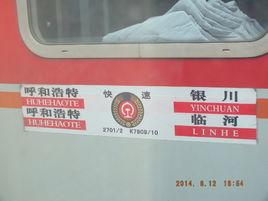 呼和浩特 快速 银川
HUHEHAOTE YINCHUAN
呼和浩特 临河
HUHEHAOTE 2701/2 K7909/10 LINHE
2014. 8.12 18:54